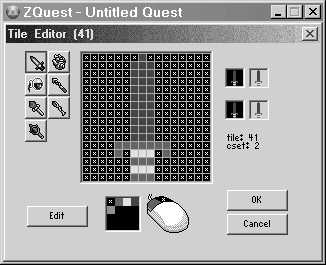 ZQuest - Untitled Quest
Tile Editor (41)
tile: 41
cset: 2
OK
Edit
Cancel